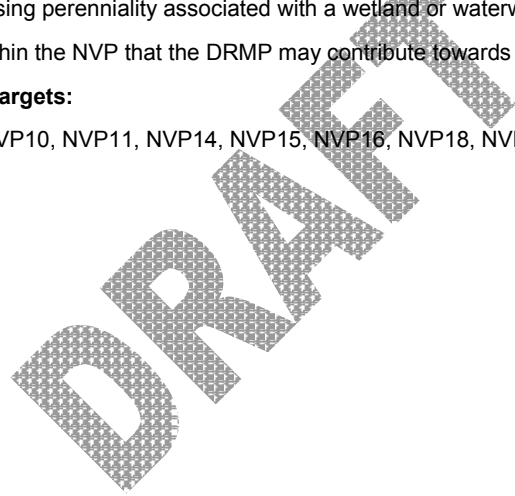 sing perenniality associated with a wetland or waterw
thin the NVP that the DRMP may contribute towards
argets:
VP10, NVP11, NVP14, NVP15, NVP16, NVP18, NV
DRAFT